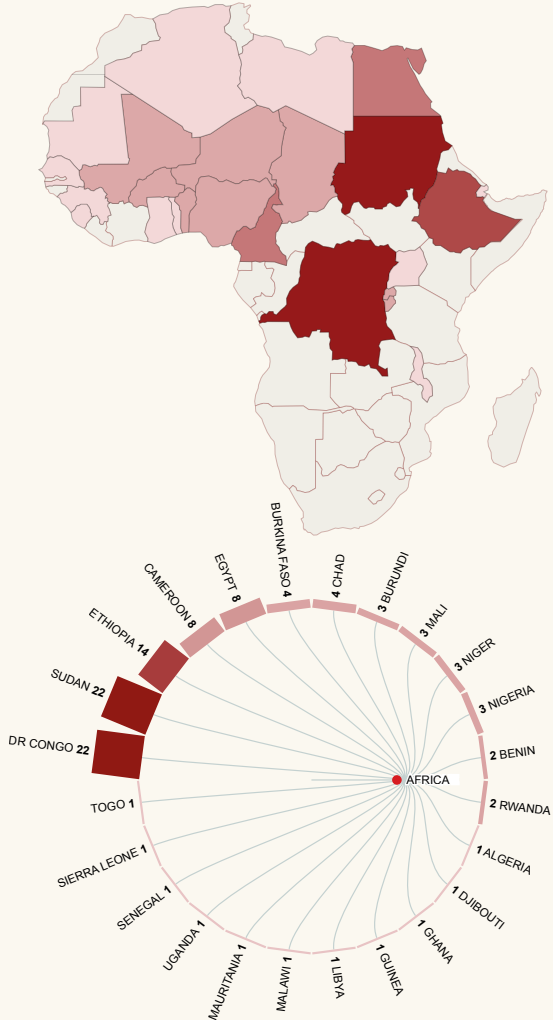 BURKINA FASO 4
4 CHAD
3 BURUNDI
3 MALI
3 NIGER
3 NIGERIA
2 BENIN
2 RWANDA
1 ALGERIA
1 DJIBOUTI
1 GHANA
1 GUINEA
1 LIBYA
MALAWI 1
MAURITANIA 1
UGANDA 1
SENEGAL 1
SIERRA LEONE 1
TOGO 1
DR CONGO 22
SUDAN 22
ETHIOPIA 14
CAMEROON 8
EGYPT 8
AFRICA